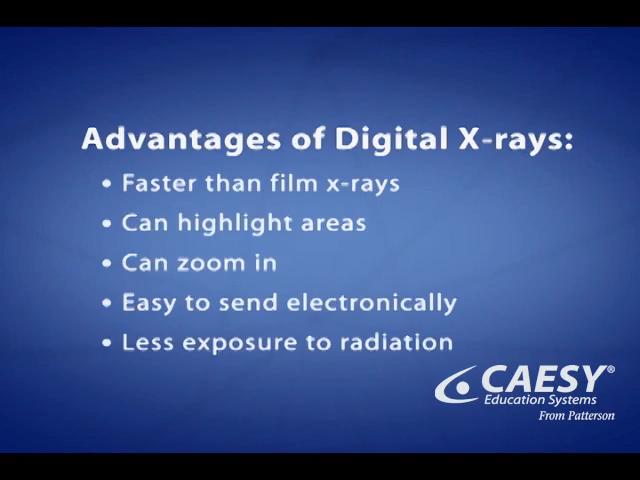 Advantages of Digital X-rays:
• Faster than film x-rays
• Can highlight areas
• Can zoom in
• Easy to send electronically
• Less exposure to radiation
CAESY®
Education Systems
From Patterson